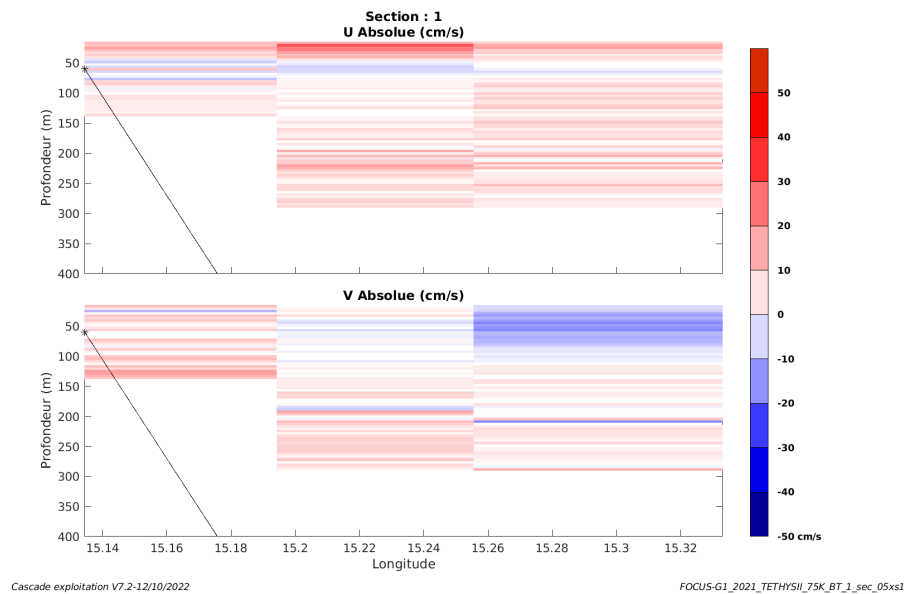 Section : 1
U Absolue (cm/s)
Profondeur (m)
50
100
150
200
250
300
350
400
V Absolue (cm/s)
Profondeur (m)
50
100
150
200
250
300
350
400
15.14 15.16 15.18 15.2 15.22 15.24 15.26 15.28 15.3 15.32
Longitude
50
40
30
20
10
0
-10
-20
-30
-40
-50 cm/s
Cascade exploitation V7.2-12/10/2022
FOCUS-G1_2021_TETHYSII_75K_BT_1_sec_05xs1